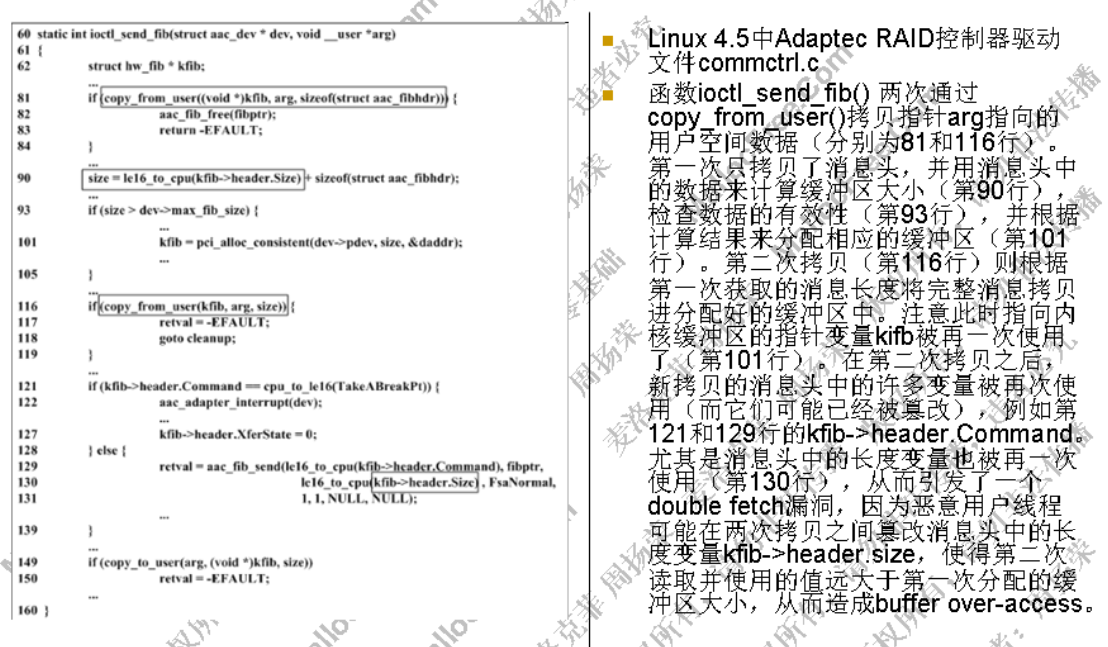 60 static int ioctl_send_fib(struct aac_dev * dev, void __user *arg)
61 {
62 struct hw_fib * kfib;
...
81 if (copy_from_user((void *)kfib, arg, sizeof(struct aac_fibhdr))) {
82 aac_fib_free(fibptr);
83 return -EFAULT;
84 }
...
90 size = le16_to_cpu(kfib->header.Size) + sizeof(struct aac_fibhdr);
...
93 if (size > dev->max_fib_size) {
...
101 kfib = pci_alloc_consistent(dev->pdev, size, &daddr);
...
105 }
...
116 if (copy_from_user(kfib, arg, size)) {
117 retval = -EFAULT;
118 goto cleanup;
119 }
...
121 if (kfib->header.Command == cpu_to_le16(TakeABreakPt)) {
122 aac_adapter_interrupt(dev);
...
127 kfib->header.XferState = 0;
128 } else {
129 retval = aac_fib_send(le16_to_cpu(kfib->header.Command), fibptr,
130 le16_to_cpu(kfib->header.Size) , FsaNormal,
131 1, 1, NULL, NULL);
...
139 }
...
149 if (copy_to_user(arg, (void *)kfib, size))
150 retval = -EFAULT;
...
160 }
Linux 4.5中Adaptec RAID控制器驱动
文件commctrl.c
函数ioctl_send_fib() 两次通过
copy_from_user()拷贝指针arg指向的
用户空间数据（分别为81和116行）。
第一次只拷贝了消息头，并用消息头中
的数据来计算缓冲区大小（第90行），
检查数据的有效性（第93行），并根据
计算结果来分配相应的缓冲区（第101
行）。第二次拷贝（第116行）则根据
第一次获取的消息长度将完整消息拷贝
进分配好的缓冲区中。注意此时指向内
核缓冲区的指针变量kifb被再一次使用
了（第101行）。在第二次拷贝之后，
新拷贝的消息头中的许多变量被再次使
用（而它们可能已经被篡改），例如第
121和129行的kfib->header.Command。
尤其是消息头中的长度变量也被再一次
使用（第130行），从而引发了一个
double fetch漏洞，因为恶意用户线程
可能在两次拷贝之间篡改消息头中的长
度变量kfib->header.size，使得第二次
读取并使用的值远大于第一次分配的缓
冲区大小，从而造成buffer over-access。